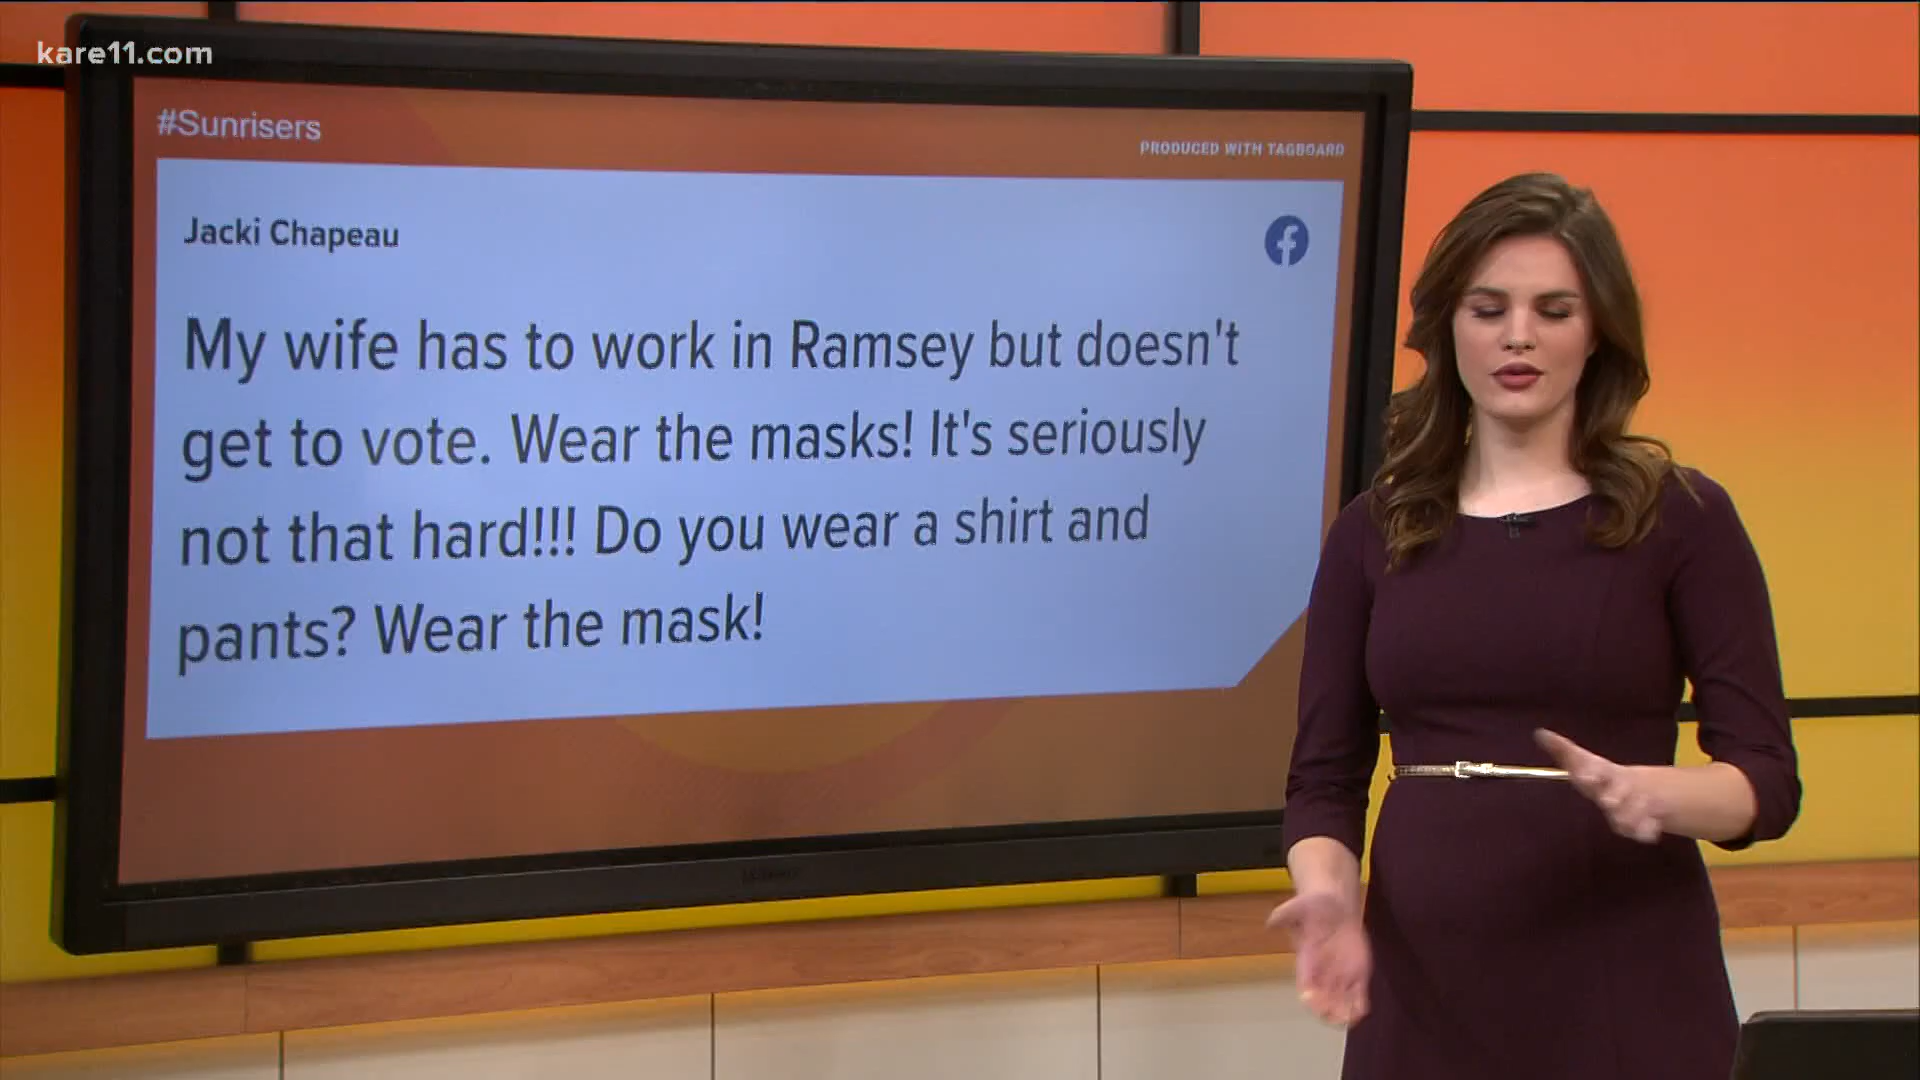 kare11.com
#Sunrisers
PRODUCED WITH TAGBOARD
Jacki Chapeau
My wife has to work in Ramsey but doesn't
get to vote. Wear the masks! It's seriously
not that hard!!! Do you wear a shirt and
pants? Wear the mask!